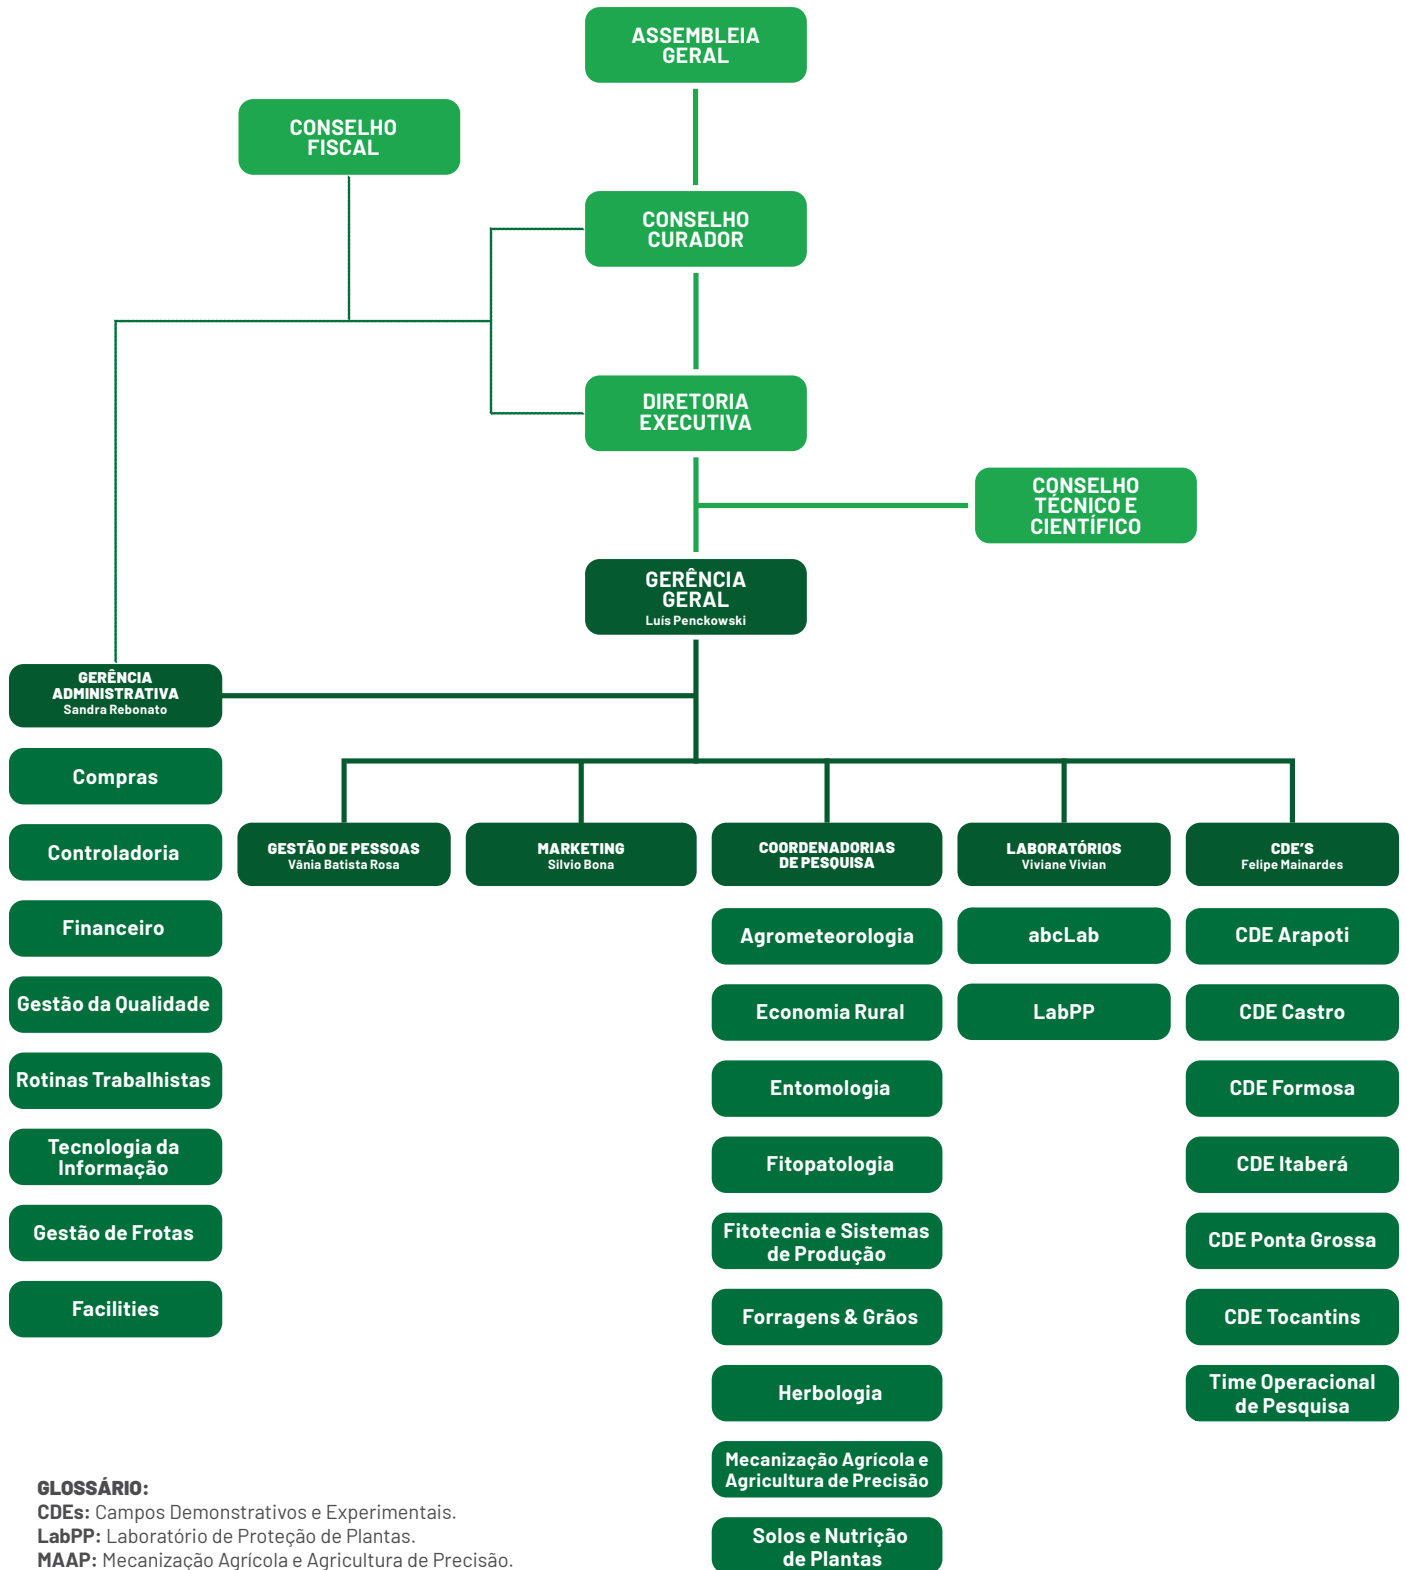 ASSEMBLEIA
GERAL
CONSELHO
FISCAL
CONSELHO
CURADOR
DIRETORIA
EXECUTIVA
CONSELHO
TÉCNICO E
CIENTÍFICO
GERÊNCIA
GERAL
Luís Penckowski
GERÊNCIA
ADMINISTRATIVA
Sandra Rebonato
Compras
Controladoria
Financeiro
Gestão da Qualidade
Rotinas Trabalhistas
Tecnologia da
Informação
Gestão de Frotas
Facilities
GESTÃO DE PESSOAS
Vânia Batista Rosa
MARKETING
Silvio Bona
COORDENADORIAS
DE PESQUISA
Agrometeorologia
Economia Rural
Entomologia
Fitopatologia
Fitotecnia e Sistemas
de Produção
Forragens & Grãos
Herbologia
Mecanização Agrícola e
Agricultura de Precisão
Solos e Nutrição
de Plantas
LABORATÓRIOS
Viviane Vivian
abcLab
LabPP
CDE'S
Felipe Mainardes
CDE Arapoti
CDE Castro
CDE Formosa
CDE Itaberá
CDE Ponta Grossa
CDE Tocantins
Time Operacional
de Pesquisa
GLOSSÁRIO:
CDEs: Campos Demonstrativos e Experimentais.
LabPP: Laboratório de Proteção de Plantas.
MAAP: Mecanização Agrícola e Agricultura de Precisão.